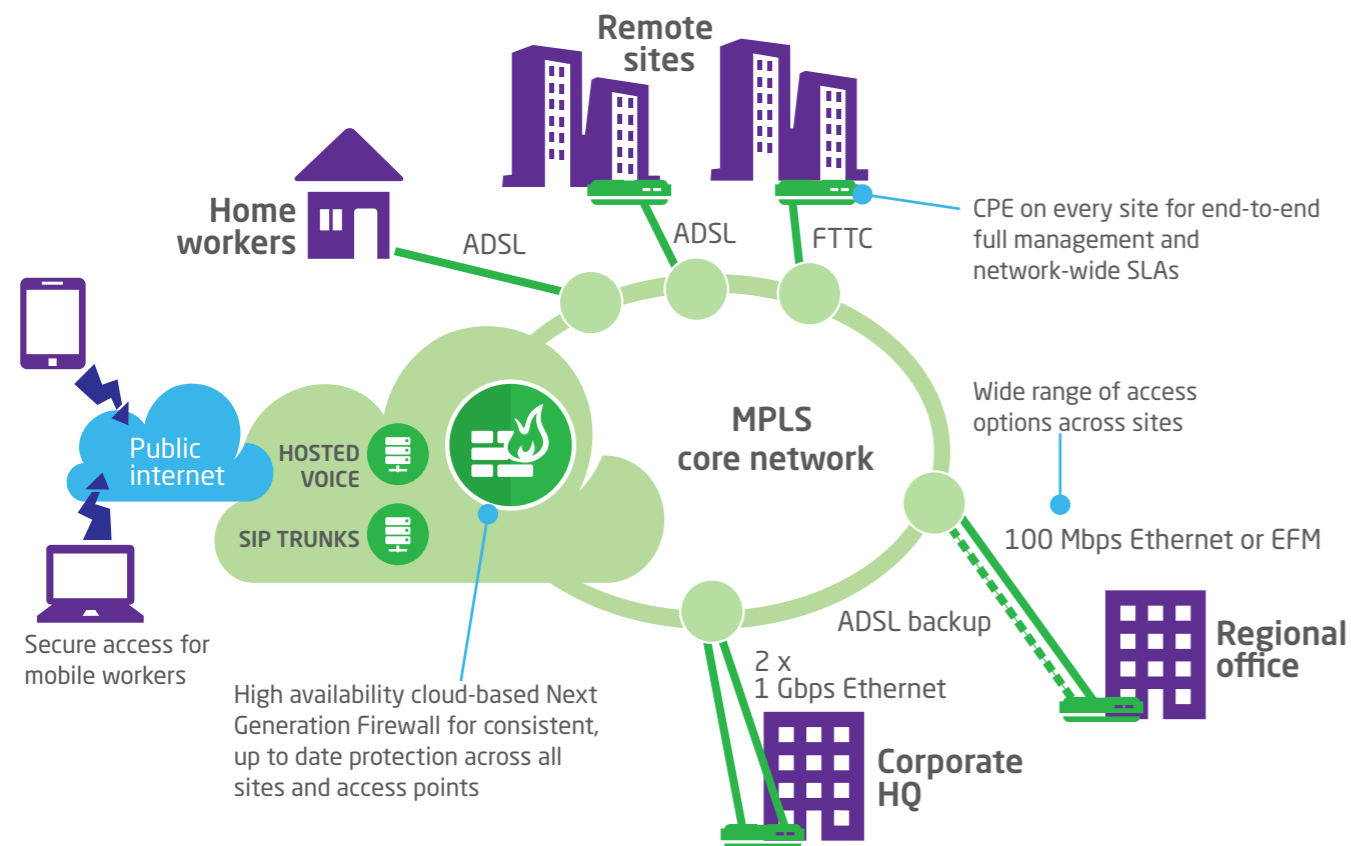 Remote
sites
Home
workers
ADSL
ADSL
FTTC
CPE on every site for end-to-end
full management and
network-wide SLAs
Public
internet
HOSTED
VOICE
SIP TRUNKS
MPLS
core network
Wide range of access
options across sites
100 Mbps Ethernet or EFM
ADSL backup
Regional
office
Secure access for
mobile workers
2 x
1 Gbps Ethernet
High availability cloud-based Next
Generation Firewall for consistent,
up to date protection across all
sites and access points
Corporate
HQ